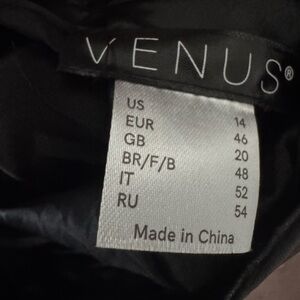 VENUS®
US 14
EUR 46
GB 20
BR/F/B 48
IT 52
RU 54
Made in China